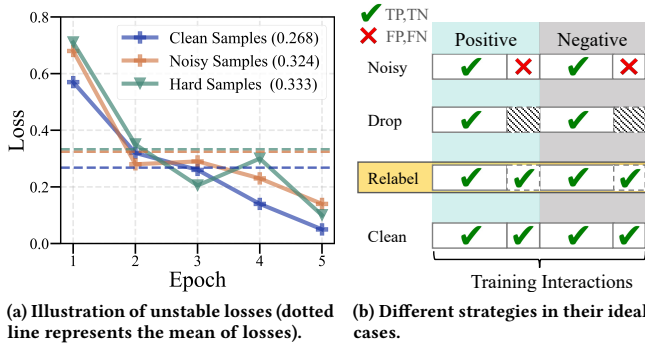 0.8
0.6
0.4
0.2
0.0
Loss
Clean Samples (0.268)
Noisy Samples (0.324)
Hard Samples (0.333)
1 2 3 4 5
Epoch
(a) Illustration of unstable losses (dotted
line represents the mean of losses).
TP,TN
FP,FN
Positive Negative
Noisy
Drop
Relabel
Clean
Training Interactions
(b) Different strategies in their ideal
cases.